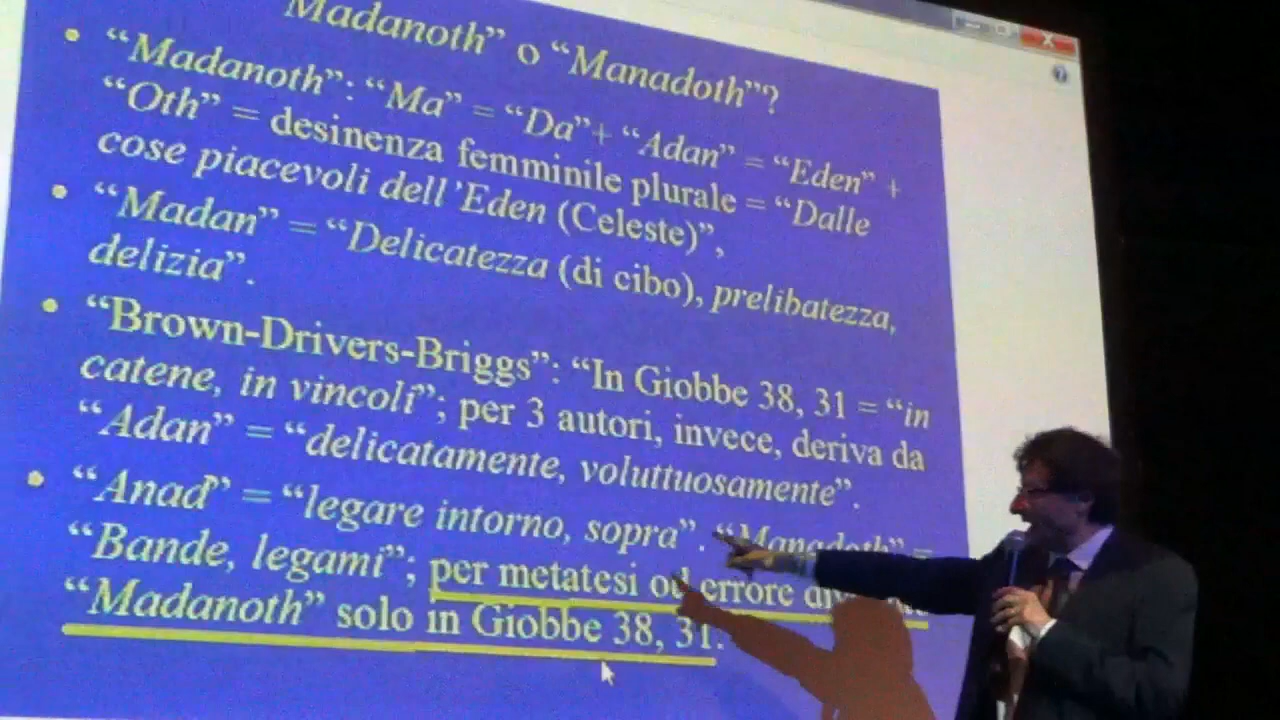 Madanoth” o “Manadoth”?
• “Madanoth”: “Ma” = “Da”+ “Adan” = “Eden” +
“Oth” = desinenza femminile plurale = “Dalle
cose piacevoli dell’Eden (Celeste)”,
• “Madan” = “Delicatezza (di cibo), prelibatezza,
delizia”.
• “Brown-Drivers-Briggs”: “In Giobbe 38, 31 = “in
catene, in vincoli”; per 3 autori, invece, deriva da
“Adan” = “delicatamente, voluttuosamente”.
• “Anad” = “legare intorno, sopra”. “Manadoth” =
“Bande, legami”; per metatesi od errore
“Madanoth” solo in Giobbe 38, 31.